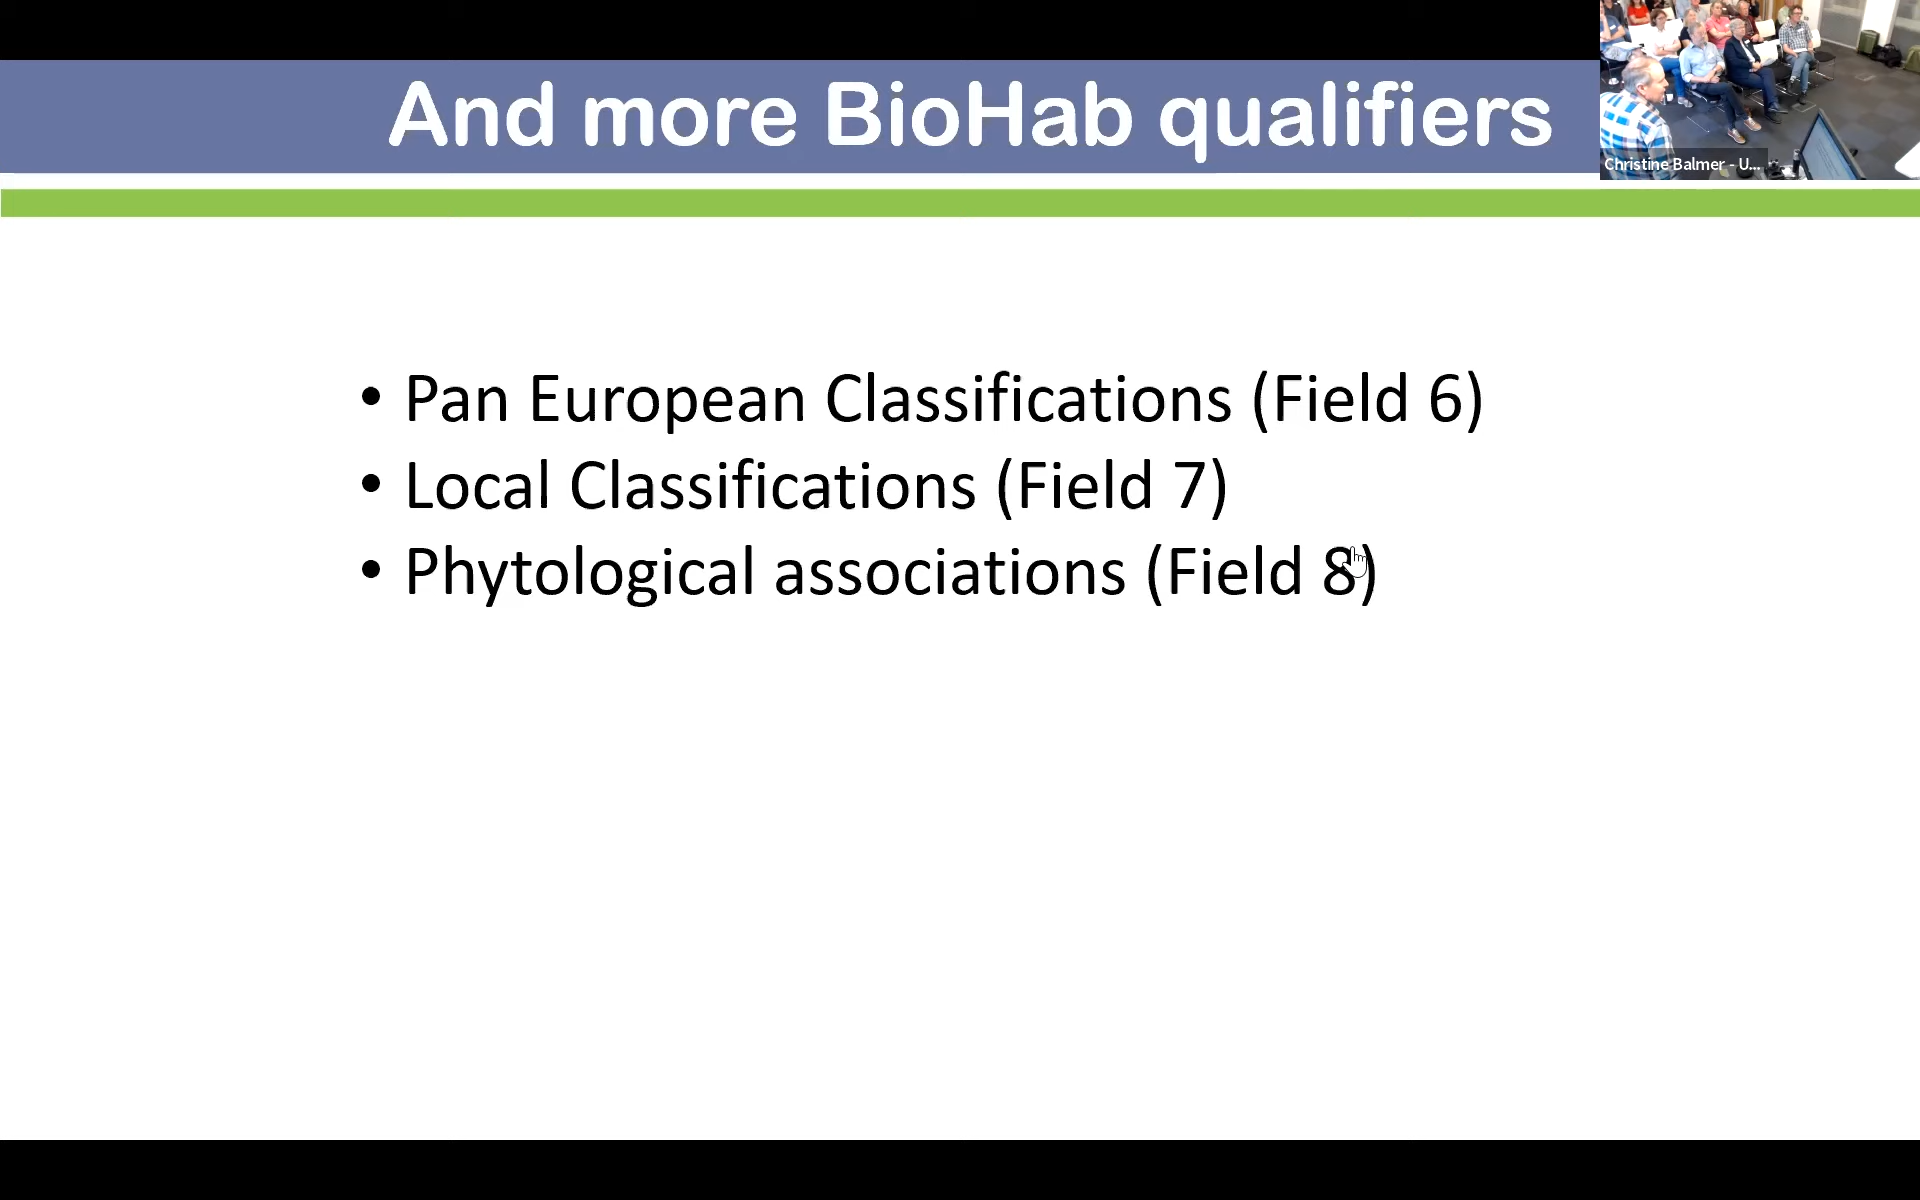 And more BioHab qualifiers
Christine Balmer - U...
• Pan European Classifications (Field 6)
• Local Classifications (Field 7)
• Phytological associations (Field 8)